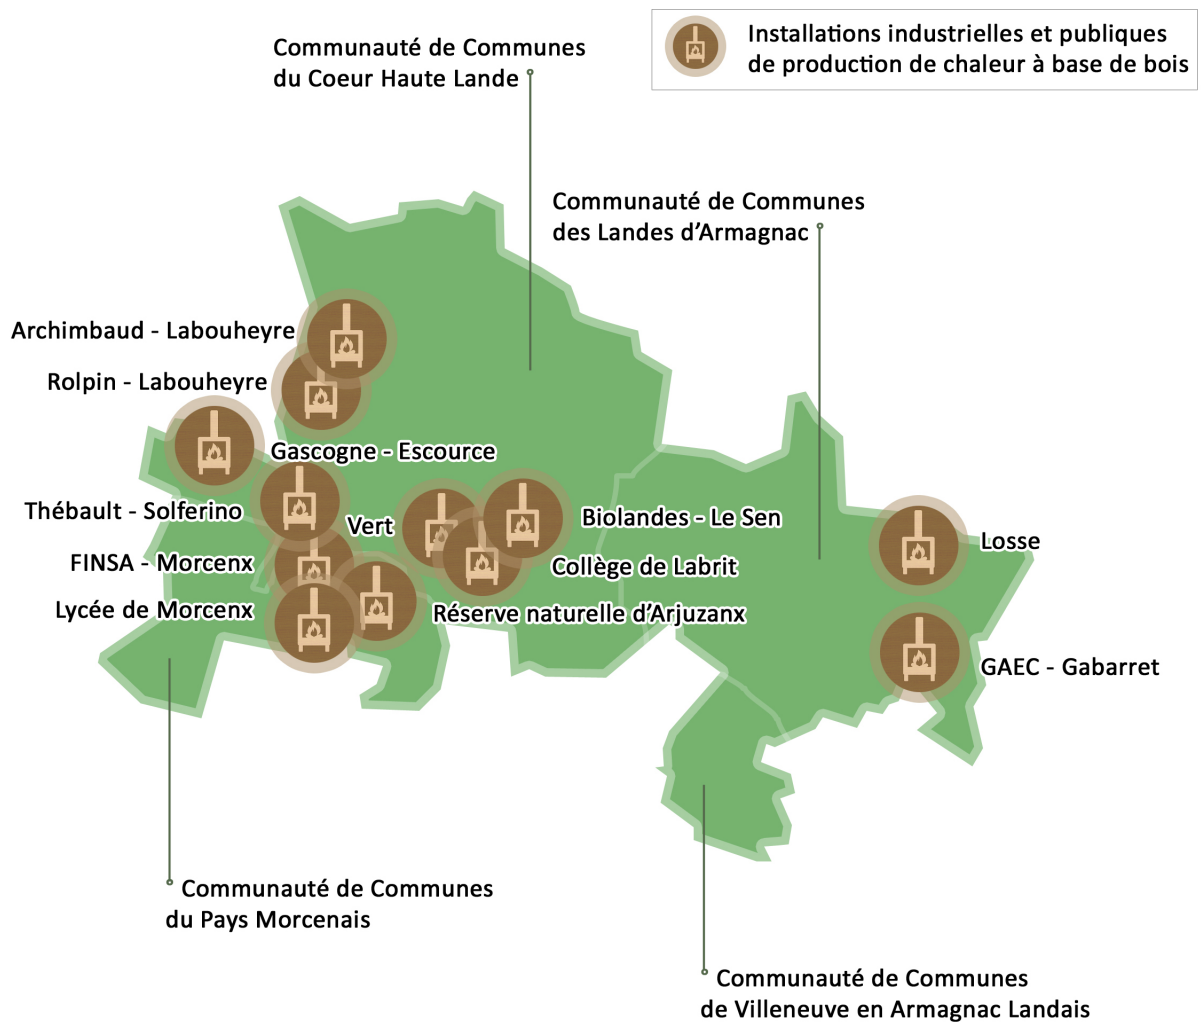 Installations industrielles et publiques
de production de chaleur à base de bois
Communauté de Communes
du Coeur Haute Lande
Communauté de Communes
des Landes d’Armagnac
Archimbaud - Labouheyre
Rolpin - Labouheyre
Gascogne - Escource
Thébault - Solferino
Vert
Biolandes - Le Sen
FINSA - Morcenx
Collège de Labrit
Losse
Lycée de Morcenx
Réserve naturelle d’Arjuzanx
GAEC - Gabarret
Communauté de Communes
du Pays Morcenais
Communauté de Communes
de Villeneuve en Armagnac Landais